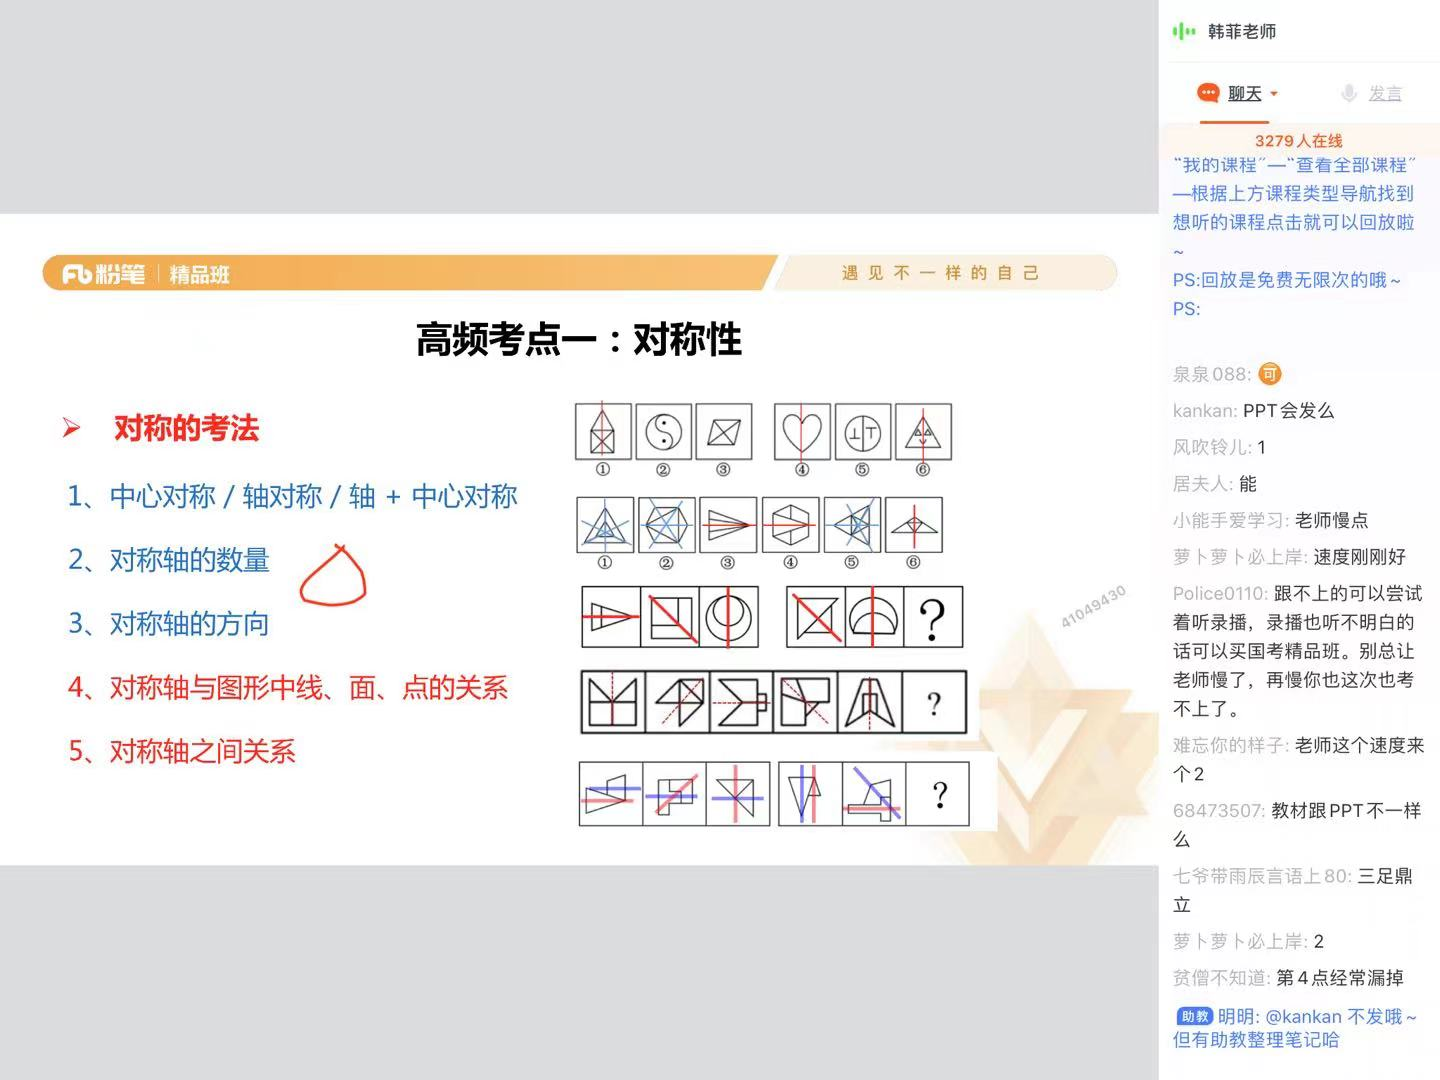 韩菲老师
聊天
发言
3279人在线
“我的课程”—“查看全部课程”
—根据上方课程类型导航找到
想听的课程点击就可以回放啦
~
PS:回放是免费无限次的哦~
PS:
粉笔 | 精品班
遇见不一样的自己
高频考点一：对称性
对称的考法
1、中心对称 / 轴对称 / 轴 + 中心对称
2、对称轴的数量
3、对称轴的方向
4、对称轴与图形中线、面、点的关系
5、对称轴之间关系
① ② ③ ④ ⑤ ⑥
① ② ③ ④ ⑤ ⑥
?
?
?
41049430
泉泉088: 可
kankan: PPT会发么
风吹铃儿: 1
居夫人: 能
小能手爱学习: 老师慢点
萝卜萝卜必上岸: 速度刚刚好
Police0110: 跟不上的可以尝试
着听录播，录播也听不明白的
话可以买国考精品班。别总让
老师慢了，再慢你也这次也考
不上了。
难忘你的样子: 老师这个速度来
个2
68473507: 教材跟PPT不一样
么
七爷带雨辰言语上80: 三足鼎
立
萝卜萝卜必上岸: 2
贫僧不知道: 第4点经常漏掉
助教 明明: @kankan 不发哦~
但有助教整理笔记哈